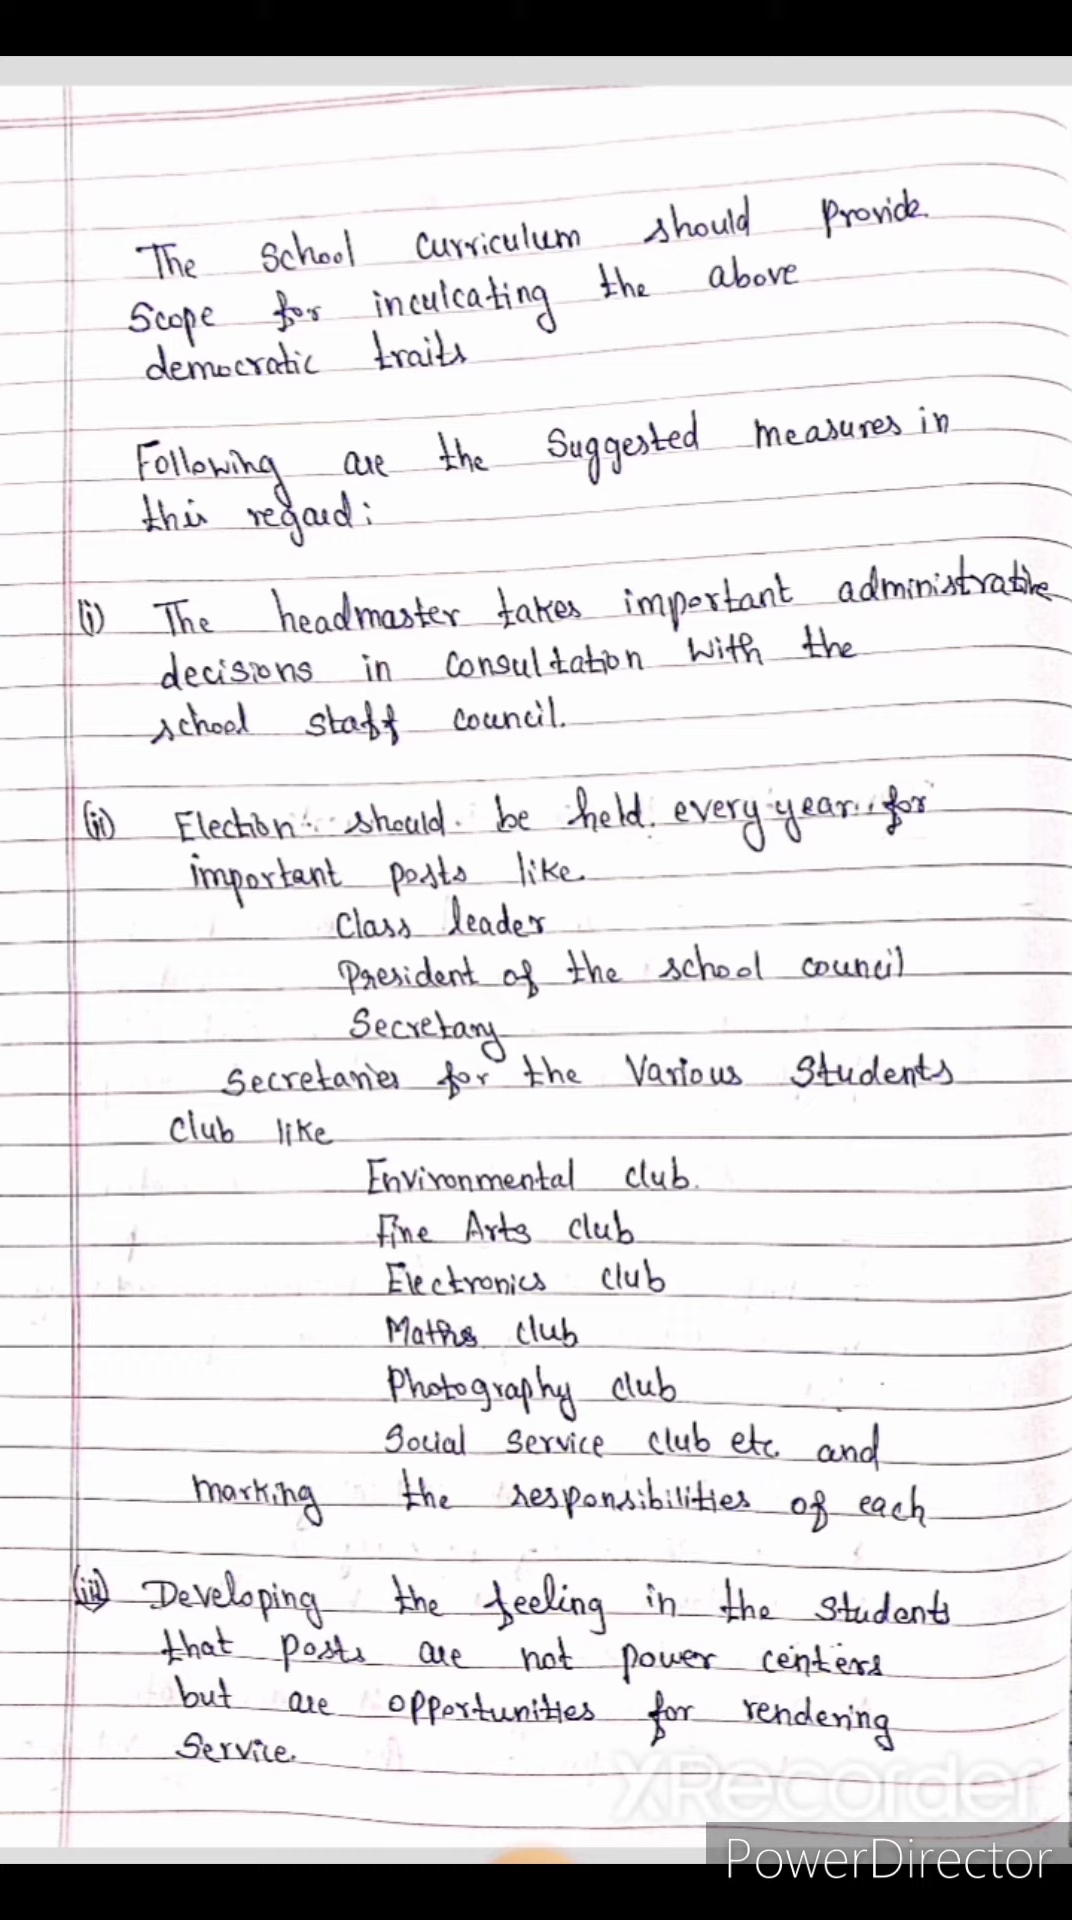 The School curriculum should provide
Scope for inculcating the above
democratic traits
Following are the Suggested measures in
this regard:
(i) The headmaster takes important administrative
decisions in consultation with the
school staff council.
(ii) Election should be held every year for
important posts like
Class leader
President of the school council
Secretary
Secretaries for the Various Students
Club like
Environmental club.
Fine Arts club
Electronics club
Maths club
Photography club
Social Service club etc. and
marking the responsibilities of each
(iii) Developing the feeling in the students
that posts are not power centers
but are opportunities for rendering
Service.
XRecorder
PowerDirector